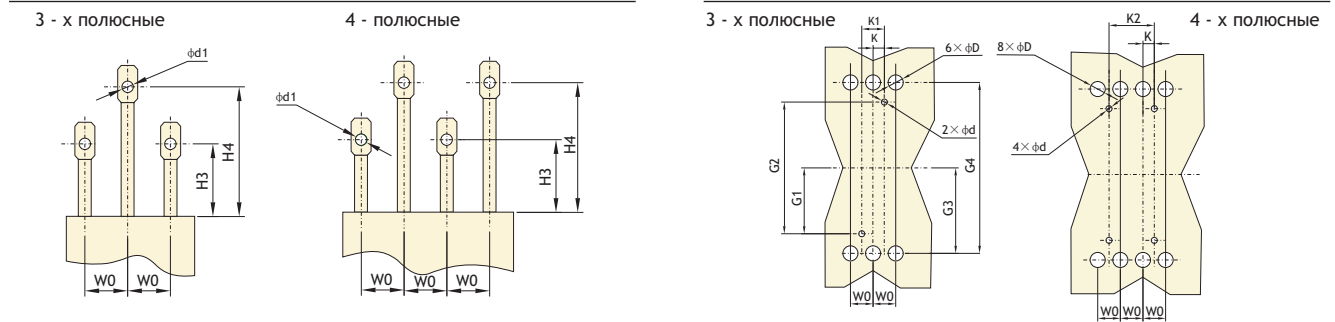 3 - х полюсные
4 - полюсные
3 - х полюсные
4 - х полюсные
ϕd1
H3
H4
W0
W0
ϕd1
H3
H4
W0
W0
W0
K1
K
6×ϕD
2×ϕd
G2
G1
G3
G4
W0
W0
K2
K
8×ϕD
4×ϕd
W0
W0
W0